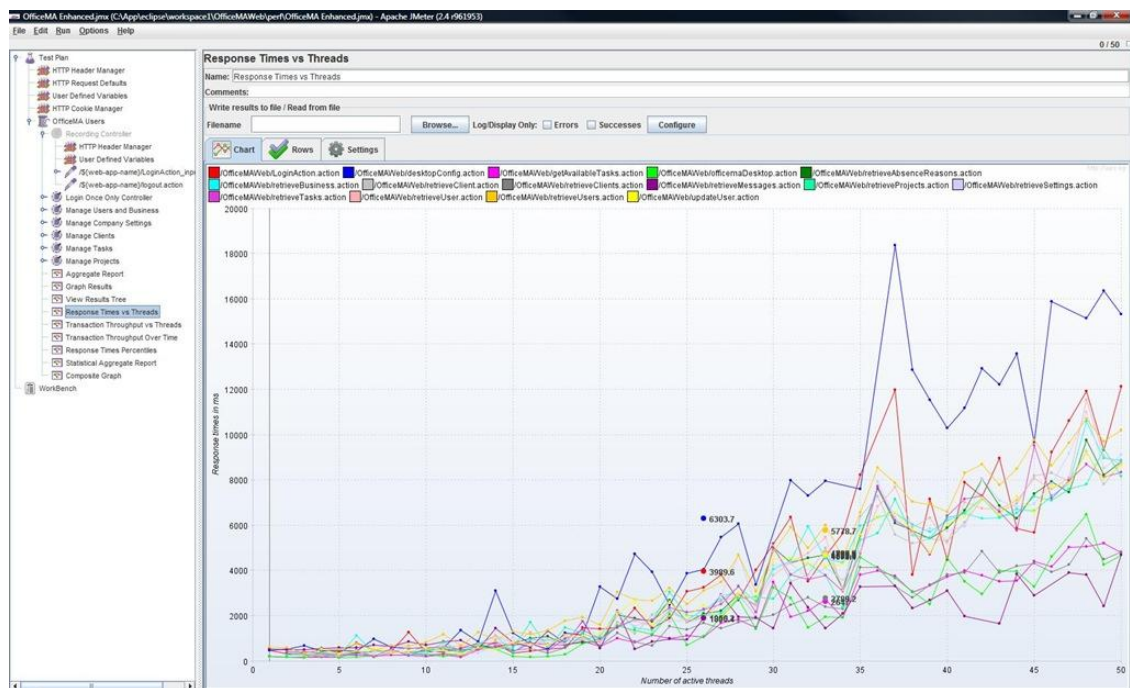 OfficeMA Enhanced.jmx (C:\App\eclipse\workspace1\OfficeMAWeb\perf\OfficeMA Enhanced.jmx) - Apache JMeter (2.4 r961953)
File Edit Run Options Help
0 / 50
Test Plan
HTTP Header Manager
HTTP Request Defaults
User Defined Variables
HTTP Cookie Manager
OfficeMA Users
Recording Controller
HTTP Header Manager
User Defined Variables
/${web-app-name}/LoginAction_inp
/${web-app-name}/logout.action
Login Once Only Controller
Manage Users and Business
Manage Company Settings
Manage Clients
Manage Tasks
Manage Projects
Aggregate Report
Graph Results
View Results Tree
Response Times vs Threads
Transaction Throughput vs Threads
Transaction Throughput Over Time
Response Times Percentiles
Statistical Aggregate Report
Composite Graph
WorkBench
Response Times vs Threads
Name: Response Times vs Threads
Comments:
Write results to file / Read from file
Filename Browse... Log/Display Only: Errors Successes Configure
Chart Rows Settings
/OfficeMAWeb/LoginAction.action /OfficeMAWeb/desktopConfig.action /OfficeMAWeb/getAvailableTasks.action /OfficeMAWeb/officemaDesktop.action /OfficeMAWeb/retrieveAbsenceReasons.action
/OfficeMAWeb/retrieveBusiness.action /OfficeMAWeb/retrieveClient.action /OfficeMAWeb/retrieveClients.action /OfficeMAWeb/retrieveMessages.action /OfficeMAWeb/retrieveProjects.action /OfficeMAWeb/retrieveSettings.action
/OfficeMAWeb/retrieveTasks.action /OfficeMAWeb/retrieveUser.action /OfficeMAWeb/retrieveUsers.action /OfficeMAWeb/updateUser.action
20000
18000
16000
14000
12000
10000
8000
6000
4000
2000
0
Response times in ms
6303.7
5778.7
3989.6
0 5 10 15 20 25 30 35 40 45 50
Number of active threads